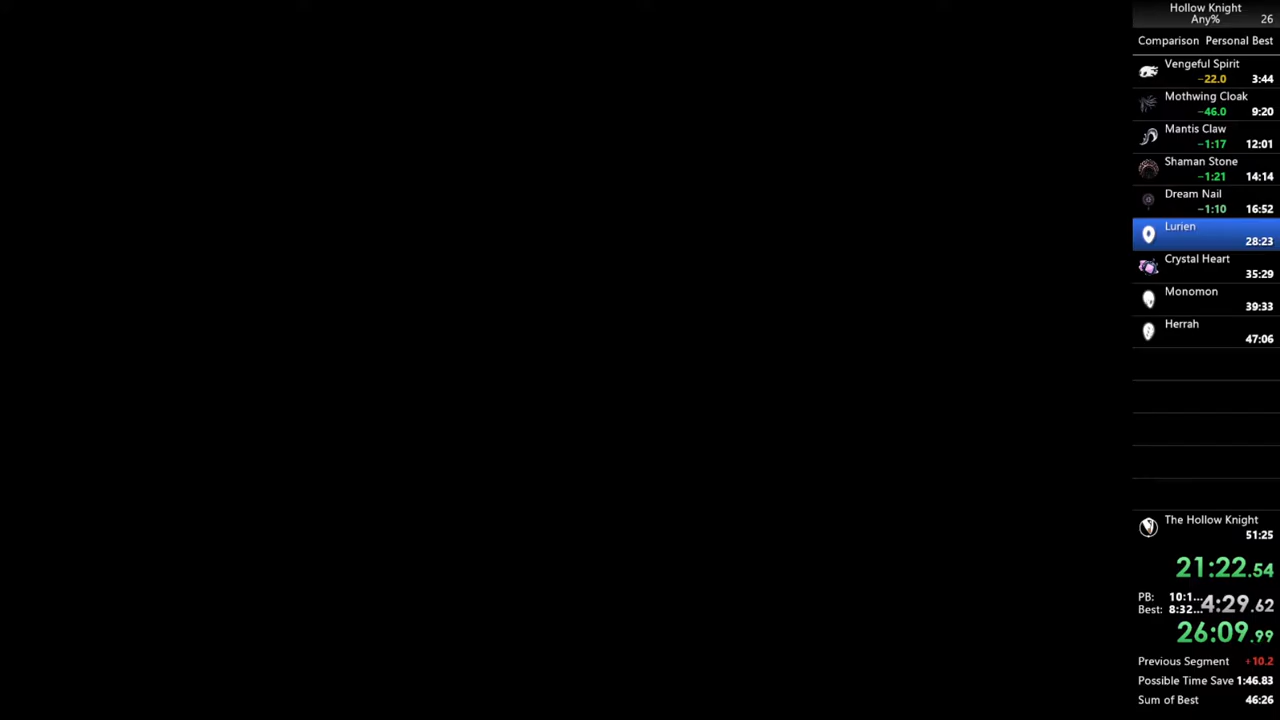 Hollow Knight
Any% 26
Comparison Personal Best
Vengeful Spirit
-22.0 3:44
Mothwing Cloak
-46.0 9:20
Mantis Claw
-1:17 12:01
Shaman Stone
-1:21 14:14
Dream Nail
-1:10 16:52
Lurien
28:23
Crystal Heart
35:29
Monomon
39:33
Herrah
47:06
The Hollow Knight
51:25
21:22.54
PB: 10:1... 4:29.62
Best: 8:32...
26:09.99
Previous Segment +10.2
Possible Time Save 1:46.83
Sum of Best 46:26